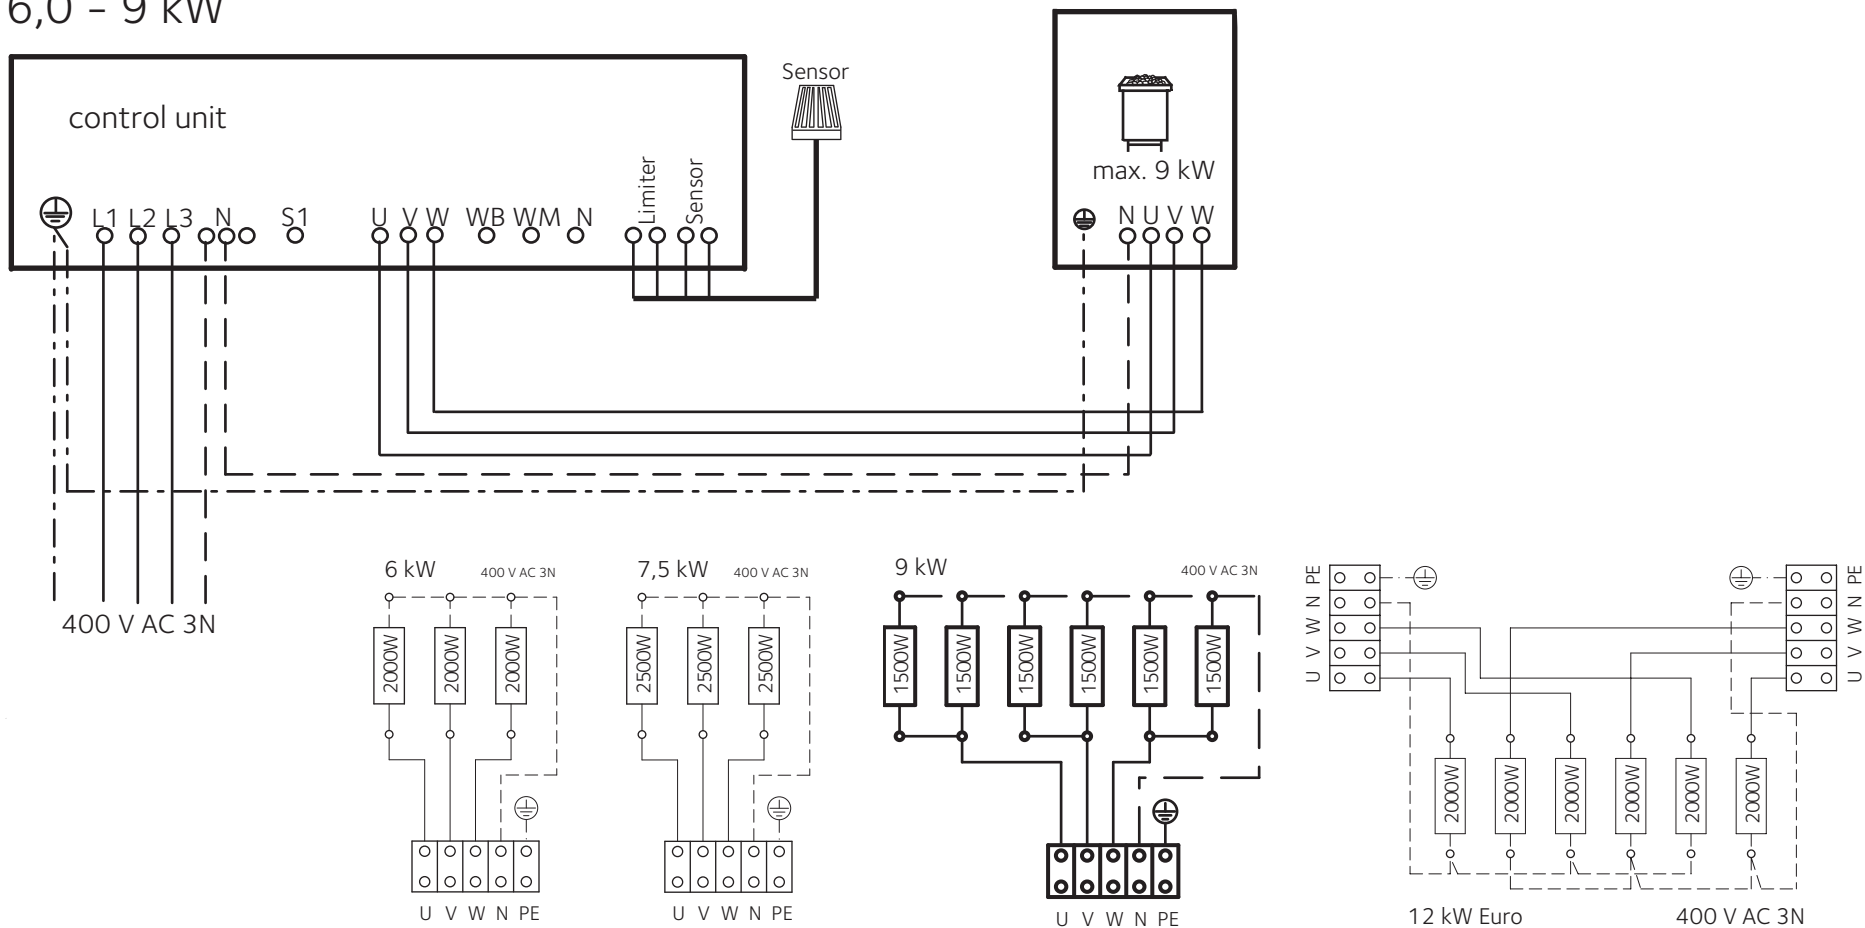 6,0 – 9 kW
control unit
Sensor
max. 9 kW
L1 L2 L3 N S1 U V W WB WM N
Limiter
Sensor
N U V W
400 V AC 3N
6 kW 400 V AC 3N
2000W 2000W 2000W
U V W N PE
7,5 kW 400 V AC 3N
2500W 2500W 2500W
U V W N PE
9 kW 400 V AC 3N
1500W 1500W 1500W 1500W 1500W 1500W
U V W N PE
PE
N
W
V
U
PE
N
W
V
U
2000W 2000W 2000W 2000W 2000W 2000W
12 kW Euro 400 V AC 3N